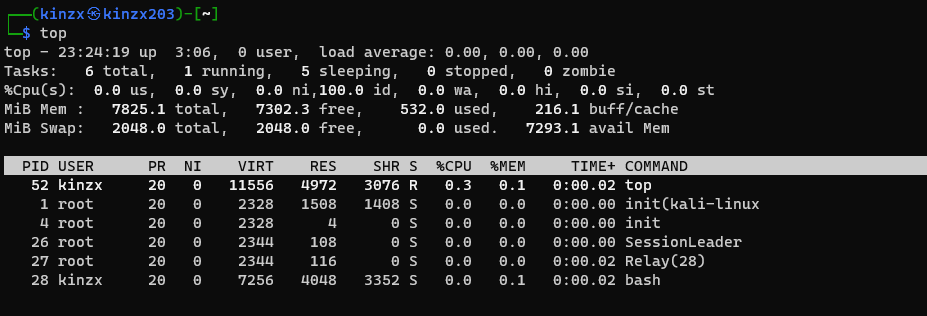 ┌──(kinzx㉿kinzx203)-[~]
└─$ top
top - 23:24:19 up  3:06,  0 user,  load average: 0.00, 0.00, 0.00
Tasks:   6 total,   1 running,   5 sleeping,   0 stopped,   0 zombie
%Cpu(s):  0.0 us,  0.0 sy,  0.0 ni,100.0 id,  0.0 wa,  0.0 hi,  0.0 si,  0.0 st
MiB Mem :   7825.1 total,   7302.3 free,    532.0 used,    216.1 buff/cache
MiB Swap:   2048.0 total,   2048.0 free,      0.0 used.   7293.1 avail Mem
  PID USER      PR  NI    VIRT    RES    SHR S  %CPU  %MEM     TIME+ COMMAND
   52 kinzx     20   0   11556   4972   3076 R   0.3   0.1   0:00.02 top
    1 root      20   0    2328   1508   1408 S   0.0   0.0   0:00.00 init(kali-linux
    4 root      20   0    2328      4      0 S   0.0   0.0   0:00.00 init
   26 root      20   0    2344    108      0 S   0.0   0.0   0:00.00 SessionLeader
   27 root      20   0    2344    116      0 S   0.0   0.0   0:00.02 Relay(28)
   28 kinzx     20   0    7256   4048   3352 S   0.0   0.1   0:00.02 bash